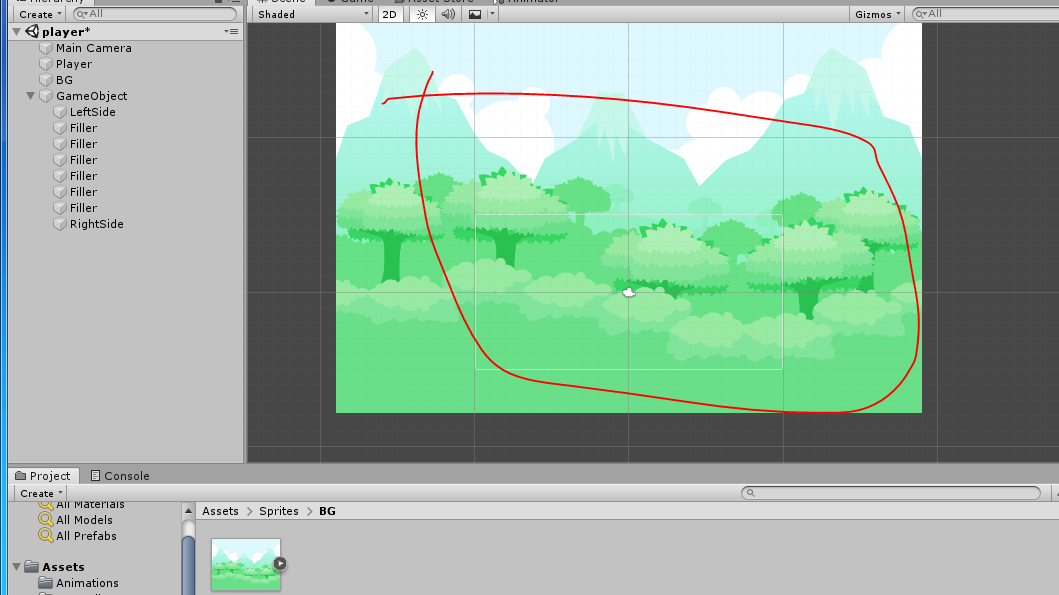 Hierarchy Scene Game Asset Store Animator
Create All Shaded 2D Gizmos All
player*
Main Camera
Player
BG
GameObject
LeftSide
Filler
Filler
Filler
Filler
Filler
Filler
RightSide
Project Console
Create
All Materials
All Models
All Prefabs
Assets
Animations
Assets > Sprites > BG